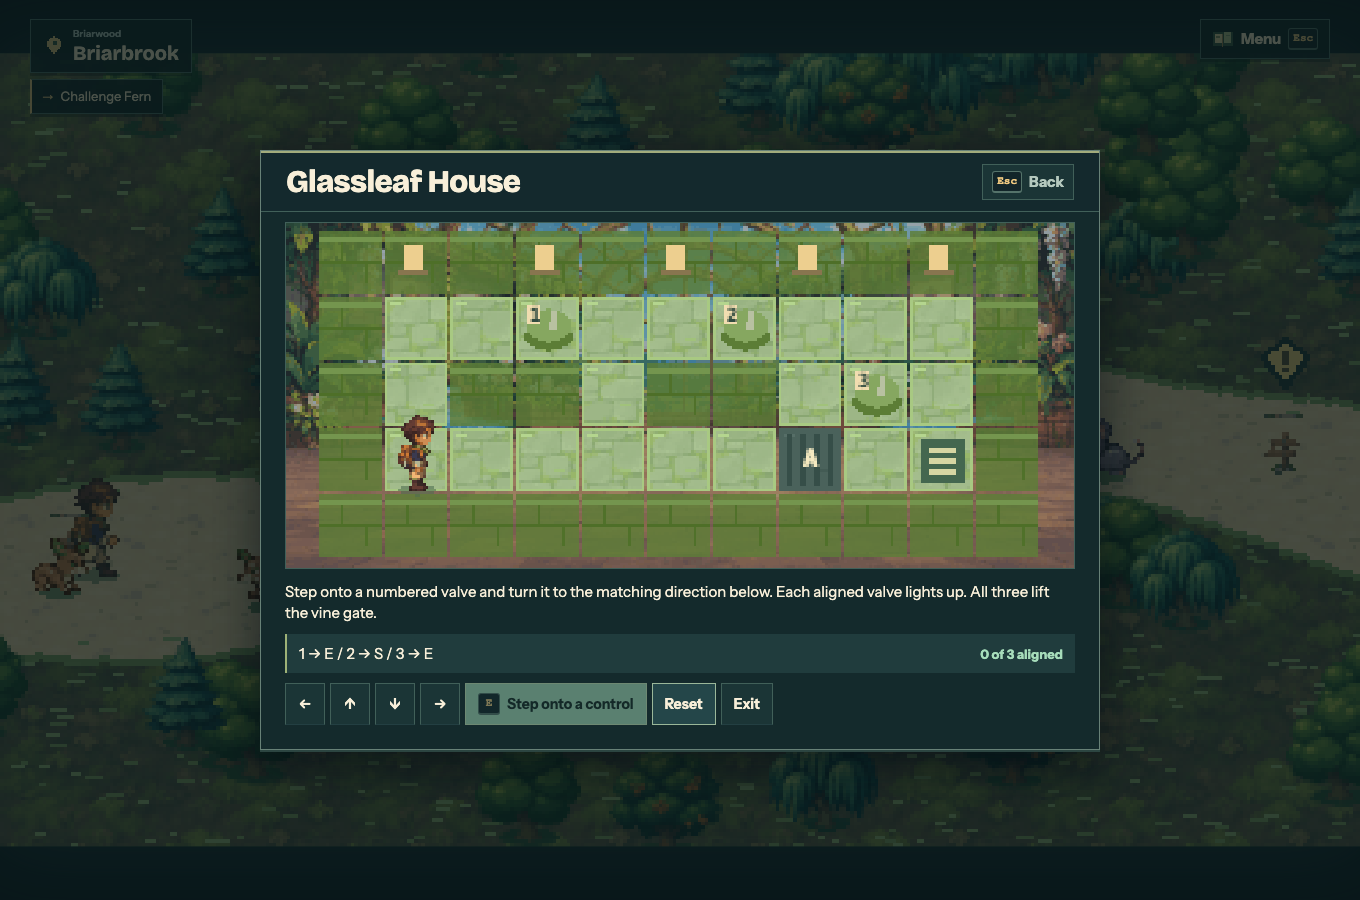 Briarwood
Briarbrook
→ Challenge Fern
Menu Esc
Glassleaf House
Esc Back
1
2
3
A
Step onto a numbered valve and turn it to the matching direction below. Each aligned valve lights up. All three lift
the vine gate.
1 → E / 2 → S / 3 → E
0 of 3 aligned
← ↑ ↓ → E Step onto a control Reset Exit